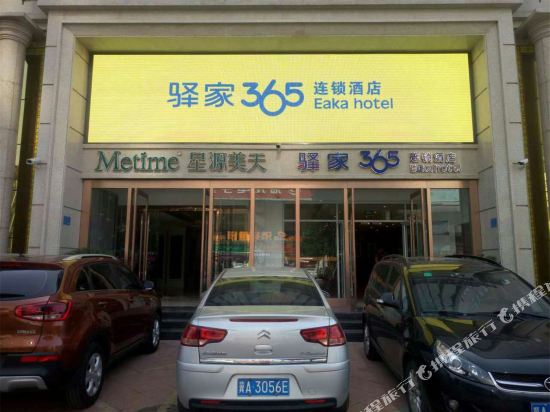 驿家365 连锁酒店
Eaka hotel
Metime 星源美天 驿家365 连锁酒店
冀A 3056E
携程旅行